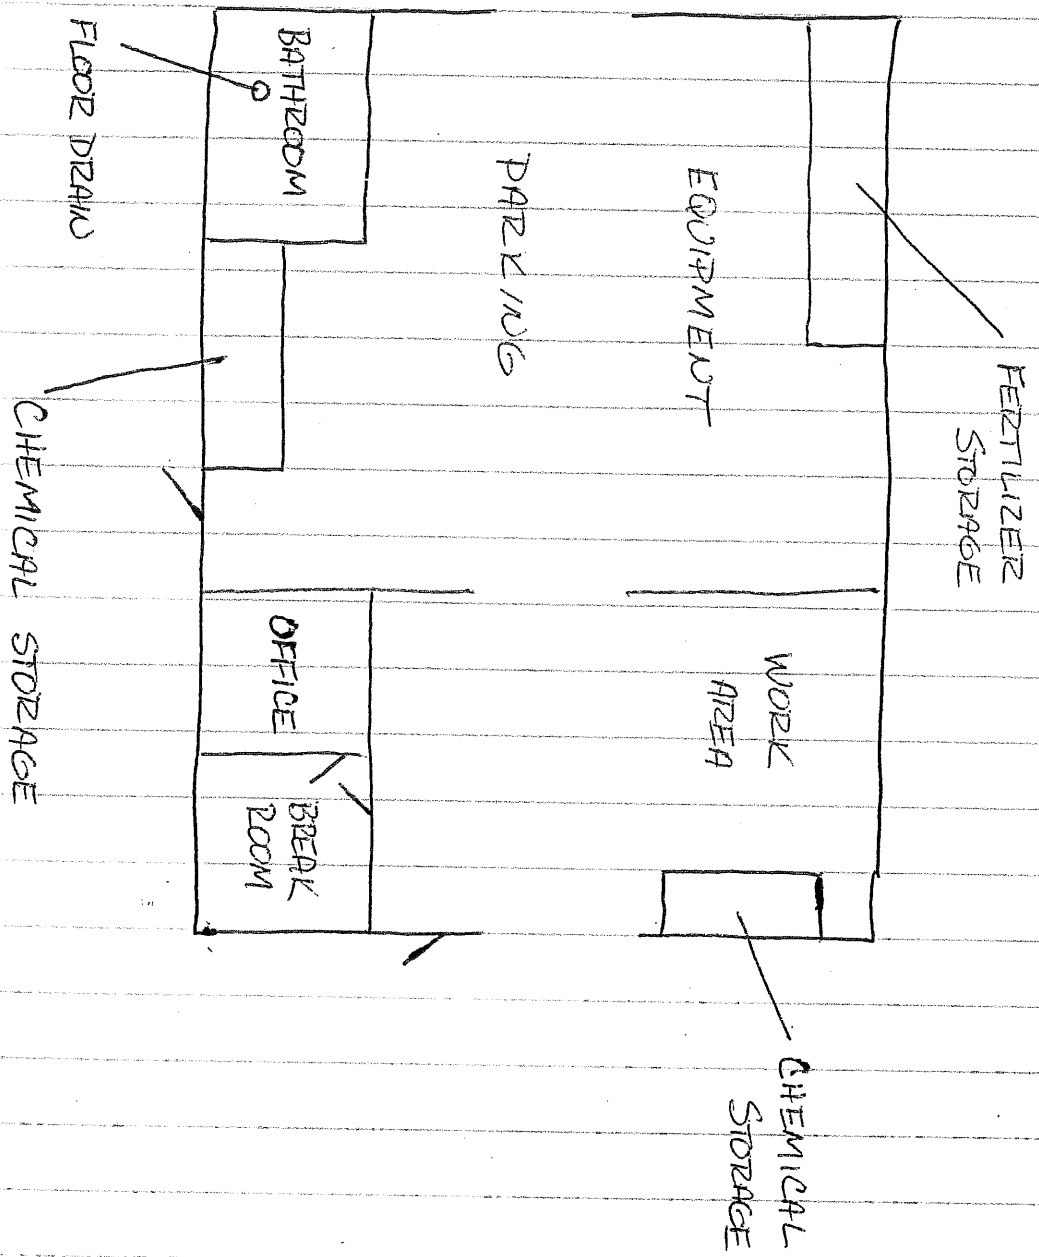 FLOOR DRAIN
BATHROOM
CHEMICAL STORAGE
PARKING
EQUIPMENT
FERTILIZER
STORAGE
OFFICE
BREAK
ROOM
WORK
AREA
CHEMICAL
STORAGE